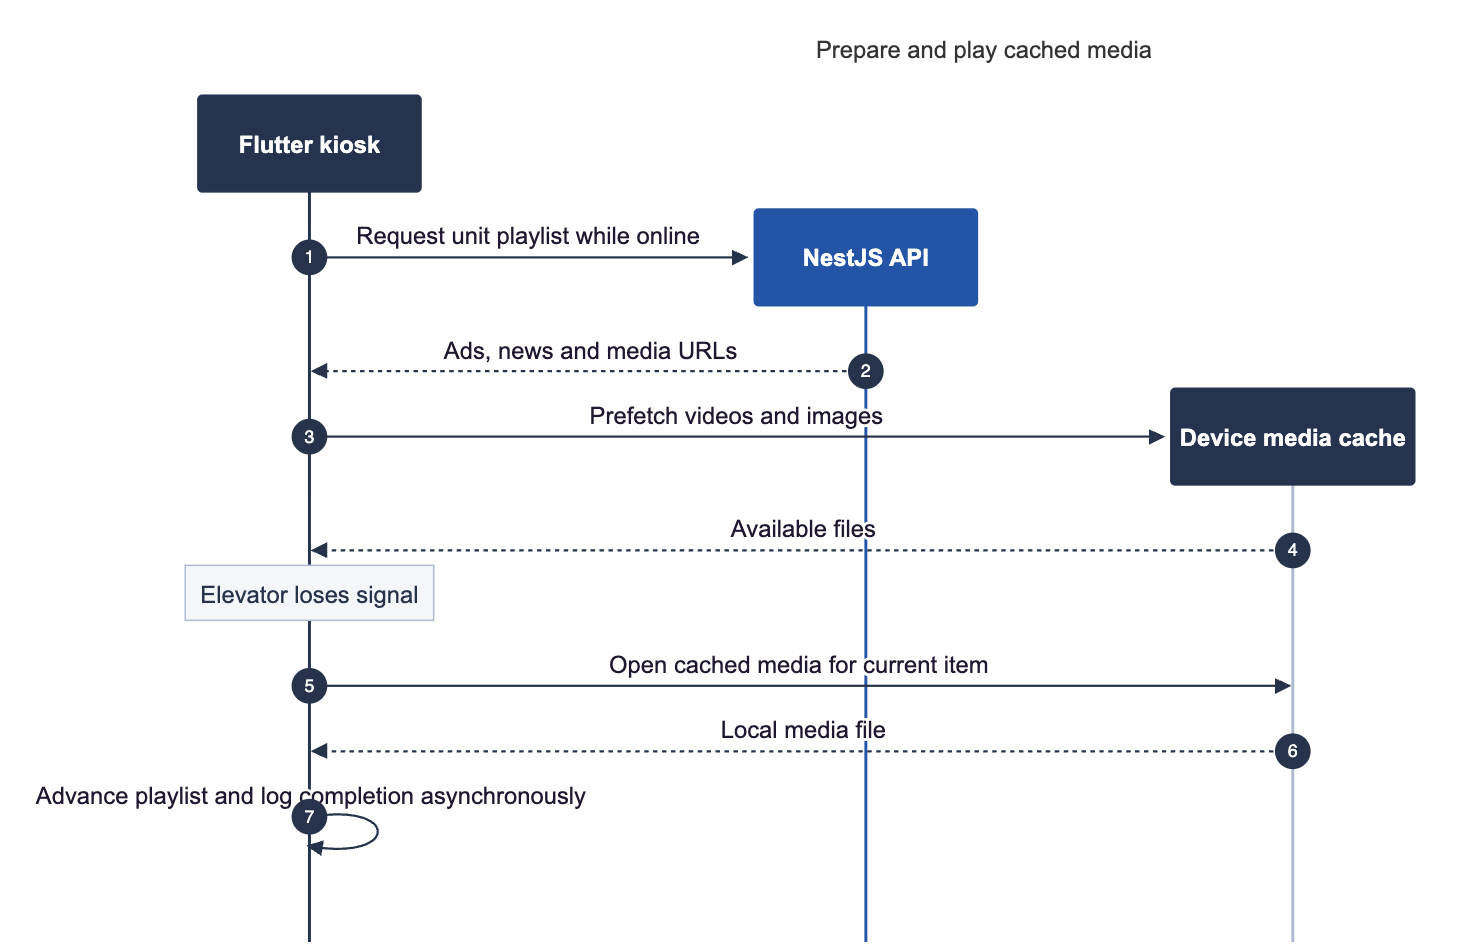 Prepare and play cached media
Flutter kiosk
Request unit playlist while online
1
NestJS API
Ads, news and media URLs
2
Prefetch videos and images
3
Device media cache
Available files
4
Elevator loses signal
Open cached media for current item
5
Local media file
6
Advance playlist and log completion asynchronously
7